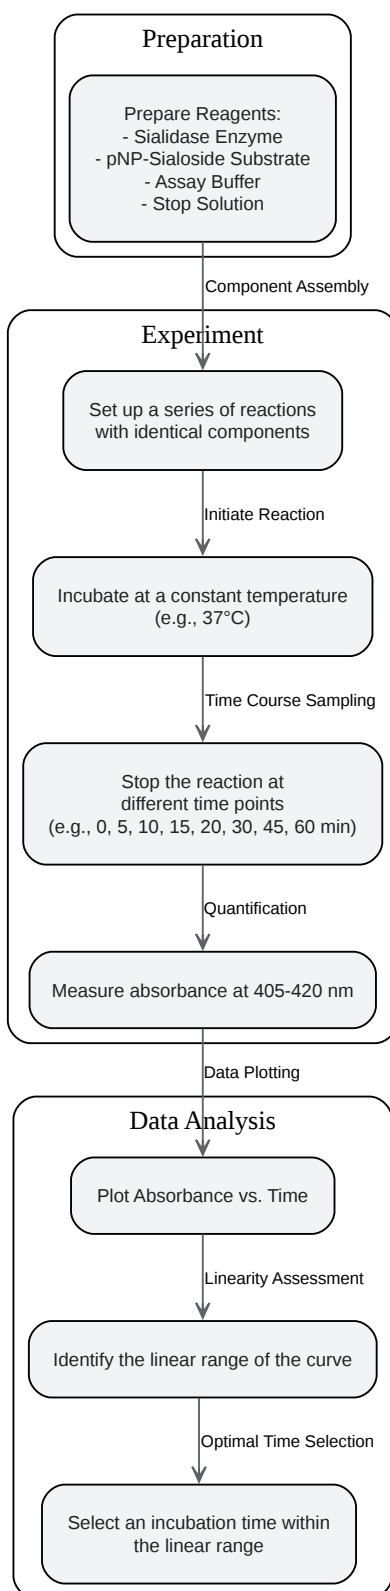 Preparation
Prepare Reagents:
- Sialidase Enzyme
- pNP-Sialoside Substrate
- Assay Buffer
- Stop Solution
Component Assembly
Experiment
Set up a series of reactions
with identical components
Initiate Reaction
Incubate at a constant temperature
(e.g., 37°C)
Time Course Sampling
Stop the reaction at
different time points
(e.g., 0, 5, 10, 15, 20, 30, 45, 60 min)
Quantification
Measure absorbance at 405-420 nm
Data Plotting
Data Analysis
Plot Absorbance vs. Time
Linearity Assessment
Identify the linear range of the curve
Optimal Time Selection
Select an incubation time within
the linear range